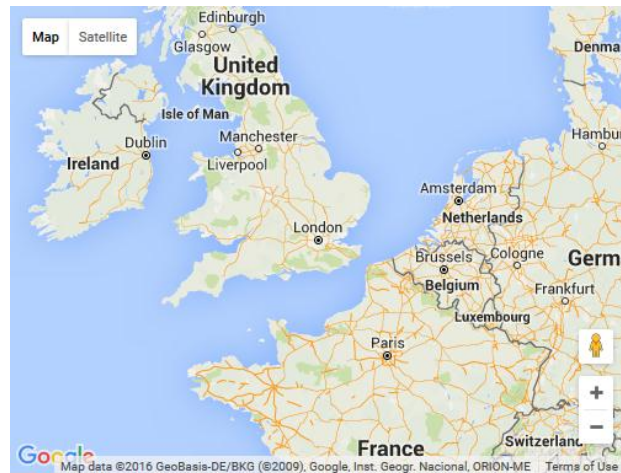 Map
Satellite
Edinburgh
Glasgow
United
Kingdom
Isle of Man
Dublin
Ireland
Manchester
Liverpool
London
Denma
Hambu
Amsterdam
Netherlands
Brussels
Belgium
Cologne
Germ
Frankfurt
Luxembourg
Paris
France
Switzerland
Google
Map data ©2016 GeoBasis-DE/BKG (©2009), Google, Inst. Geogr. Nacional, ORION-ME
Terms of Use